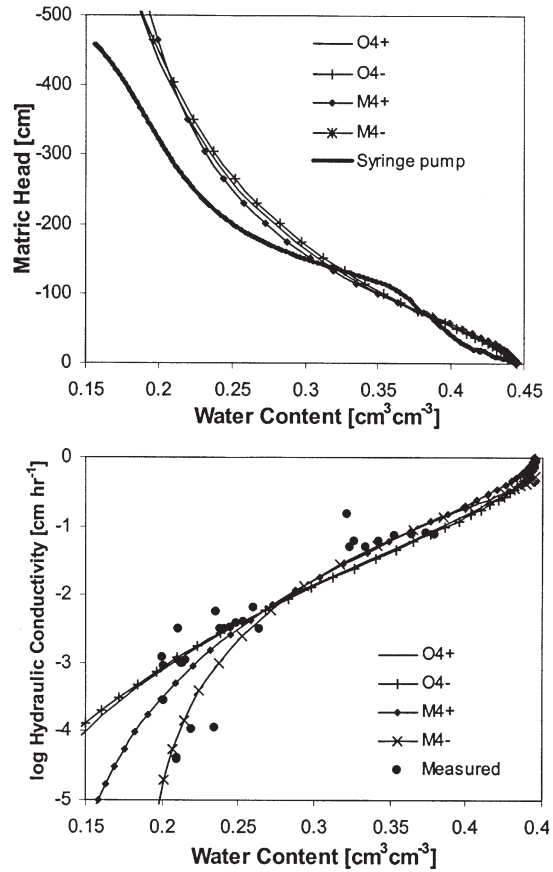 -500
-400
-300
-200
-100
0
Matric Head [cm]
O4+
O4-
M4+
M4-
Syringe pump
0.15 0.2 0.25 0.3 0.35 0.4 0.45
Water Content [cm³cm⁻³]
0
-1
-2
-3
-4
-5
log Hydraulic Conductivity [cm hr⁻¹]
O4+
O4-
M4+
M4-
Measured
0.15 0.2 0.25 0.3 0.35 0.4 0.4
Water Content [cm³cm⁻³]